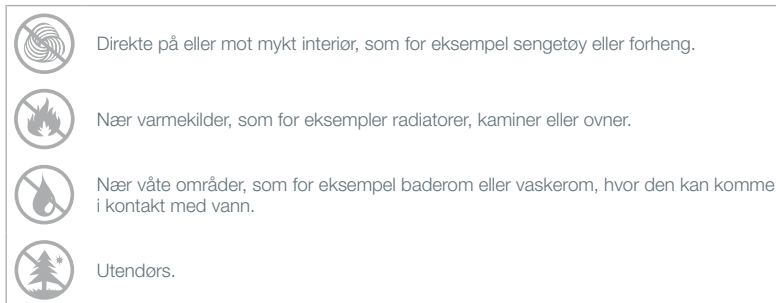 Direkte på eller mot mykt interiør, som for eksempel sengetøy eller forheng.
Nær varmekilder, som for eksempler radiatorer, kaminer eller ovner.
Nær våte områder, som for eksempel baderom eller vaskerom, hvor den kan komme
i kontakt med vann.
Utendørs.